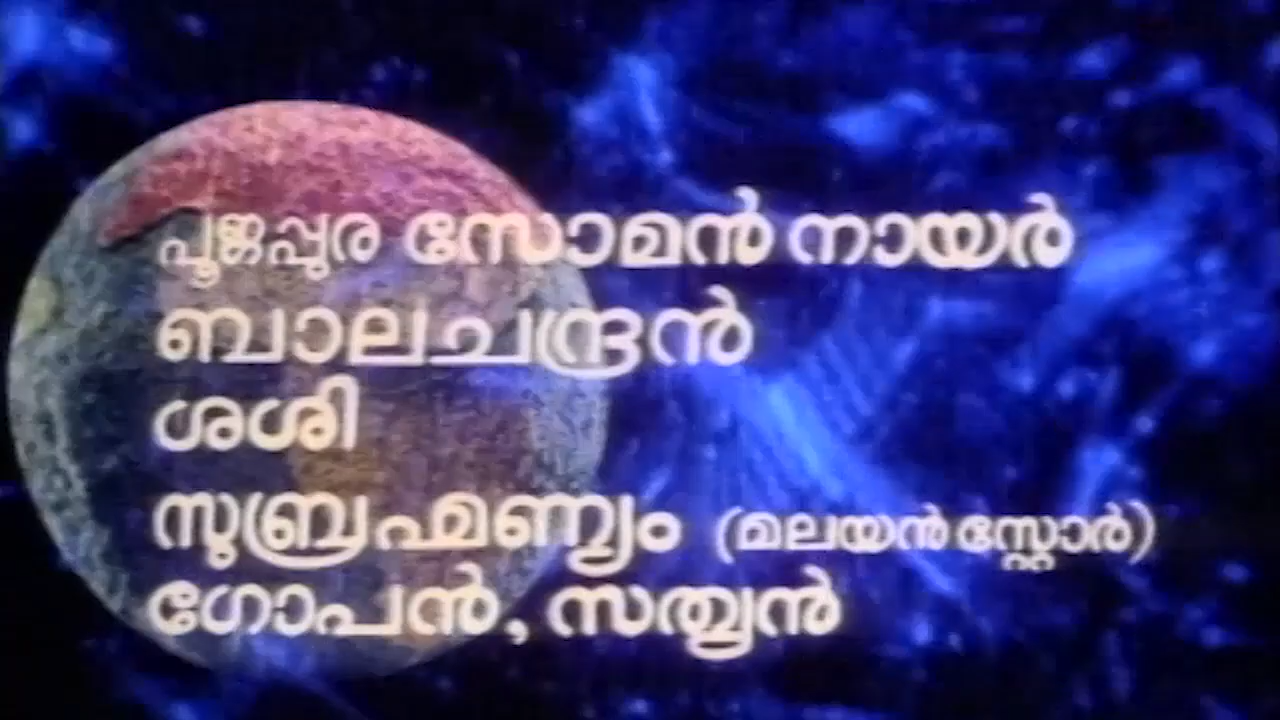 പൂജപ്പുര സോമൻ നായർ
ബാലചന്ദ്രൻ
ശശി
സുബ്രഹ്മണ്യം (മലയൻ സ്റ്റോർ)
ഗോപൻ, സത്യൻ